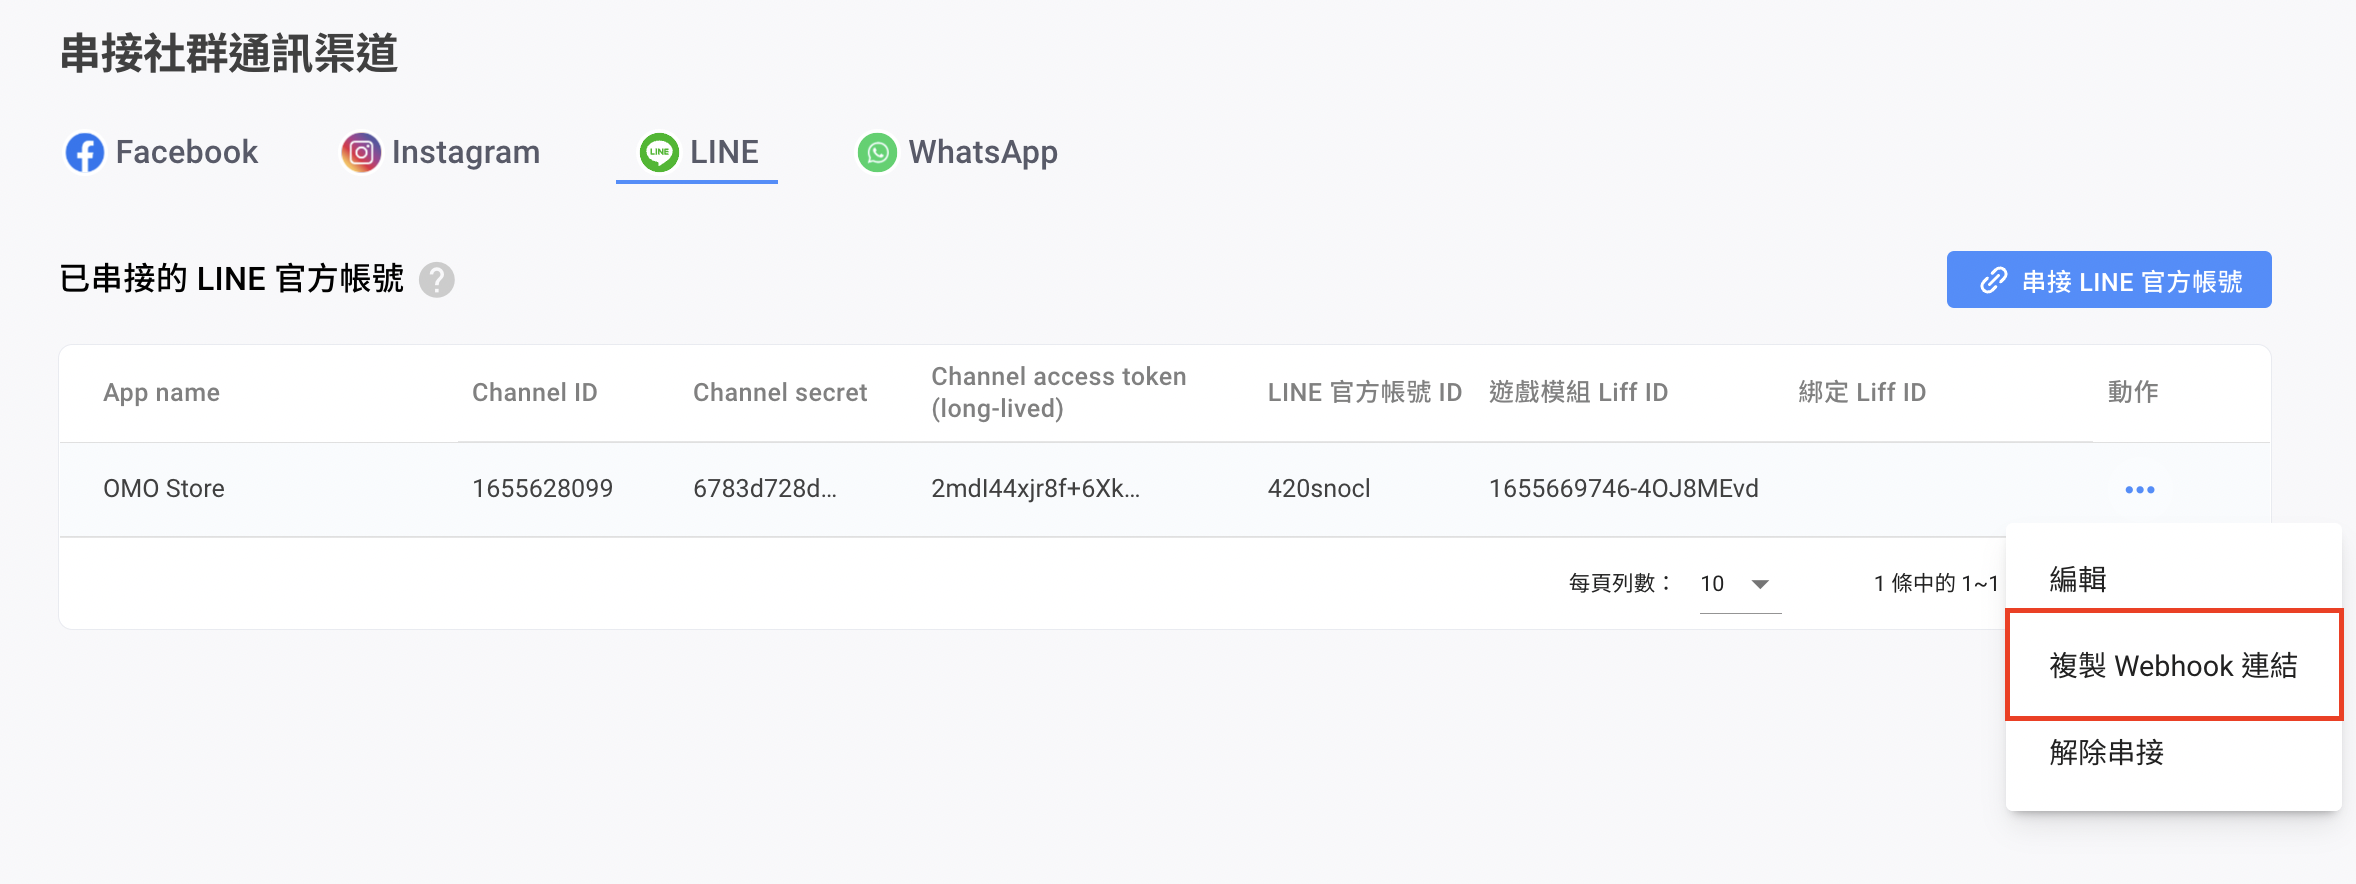 串接社群通訊渠道
Facebook
Instagram
LINE
LINE
WhatsApp
已串接的 LINE 官方帳號 ?
串接 LINE 官方帳號
App name
Channel ID
Channel secret
Channel access token
(long-lived)
LINE 官方帳號 ID
遊戲模組 Liff ID
綁定 Liff ID
動作
OMO Store
1655628099
6783d728d...
2mdI44xjr8f+6Xk...
420snocl
1655669746-4OJ8MEvd
每頁列數：
10
1 條中的 1~1
編輯
複製 Webhook 連結
解除串接